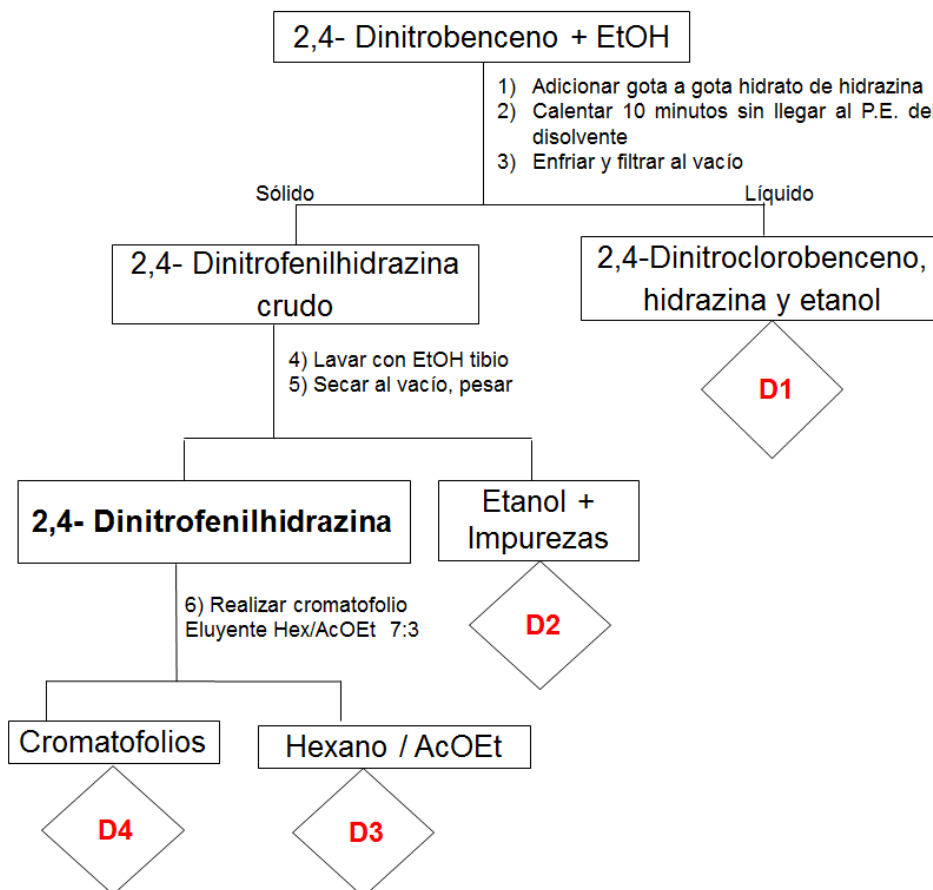 2,4- Dinitrobenceno + EtOH
1) Adicionar gota a gota hidrato de hidrazina
2) Calentar 10 minutos sin llegar al P.E. del
disolvente
3) Enfriar y filtrar al vacío
Sólido
Líquido
2,4- Dinitrofenilhidrazina
crudo
2,4-Dinitroclorobenceno,
hidrazina y etanol
4) Lavar con EtOH tibio
5) Secar al vacío, pesar
D1
2,4- Dinitrofenilhidrazina
Etanol +
Impurezas
6) Realizar cromatofolio
Eluyente Hex/AcOEt 7:3
D2
Cromatofolios
Hexano / AcOEt
D4
D3